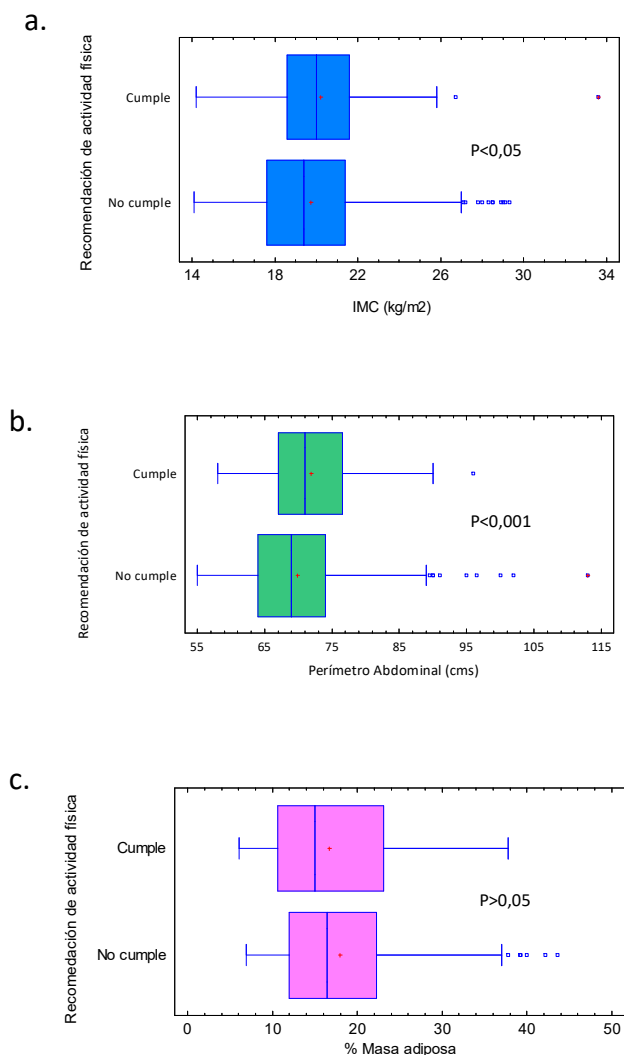 a.
Recomendación de actividad física
Cumple
No cumple
P<0,05
14 18 22 26 30 34
IMC (kg/m2)
b.
Recomendación de actividad física
Cumple
No cumple
P<0,001
55 65 75 85 95 105 115
Perímetro Abdominal (cms)
c.
Recomedación de actividad física
Cumple
No cumple
P>0,05
0 10 20 30 40 50
% Masa adiposa